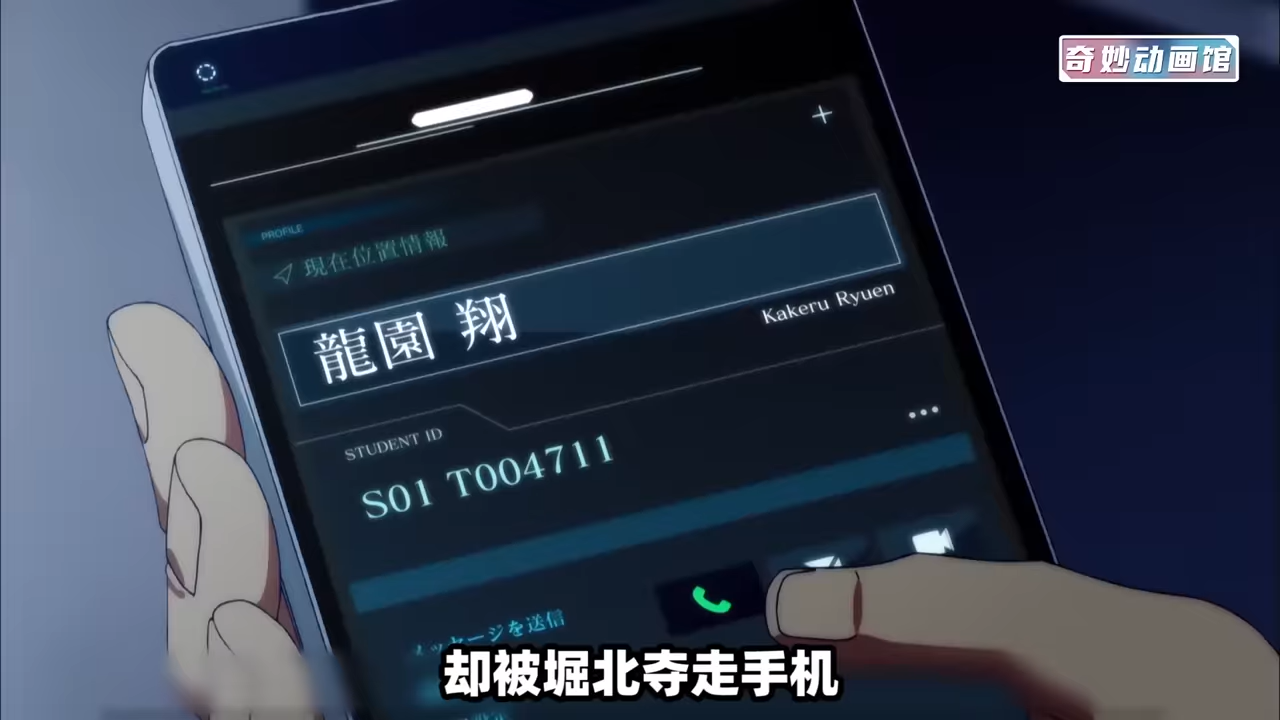 奇妙动画馆
PROFILE
現在位置情報
龍園 翔
Kakeru Ryuen
STUDENT ID
S01 T004711
メッセージを送信
却被堀北夺走手机